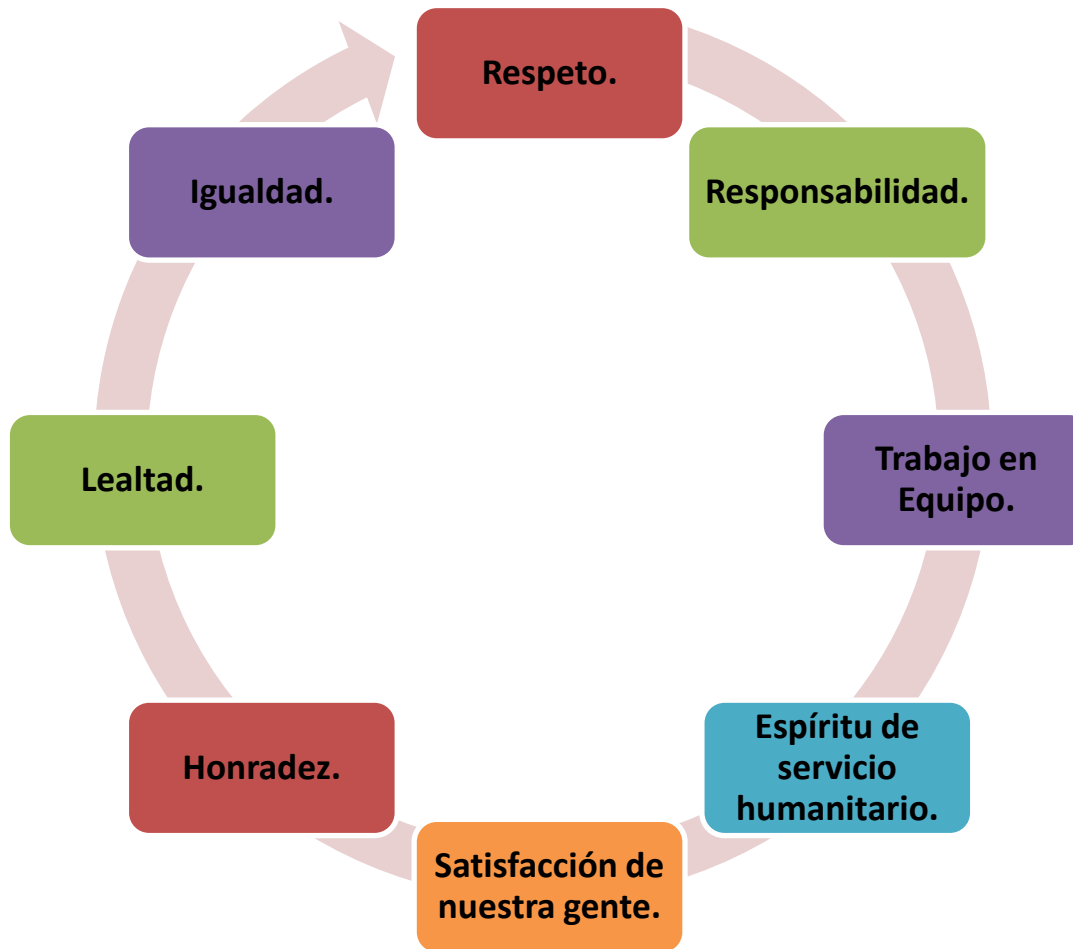 Respeto.
Responsabilidad.
Trabajo en
Equipo.
Espíritu de
servicio
humanitario.
Satisfacción de
nuestra gente.
Honradez.
Lealtad.
Igualdad.